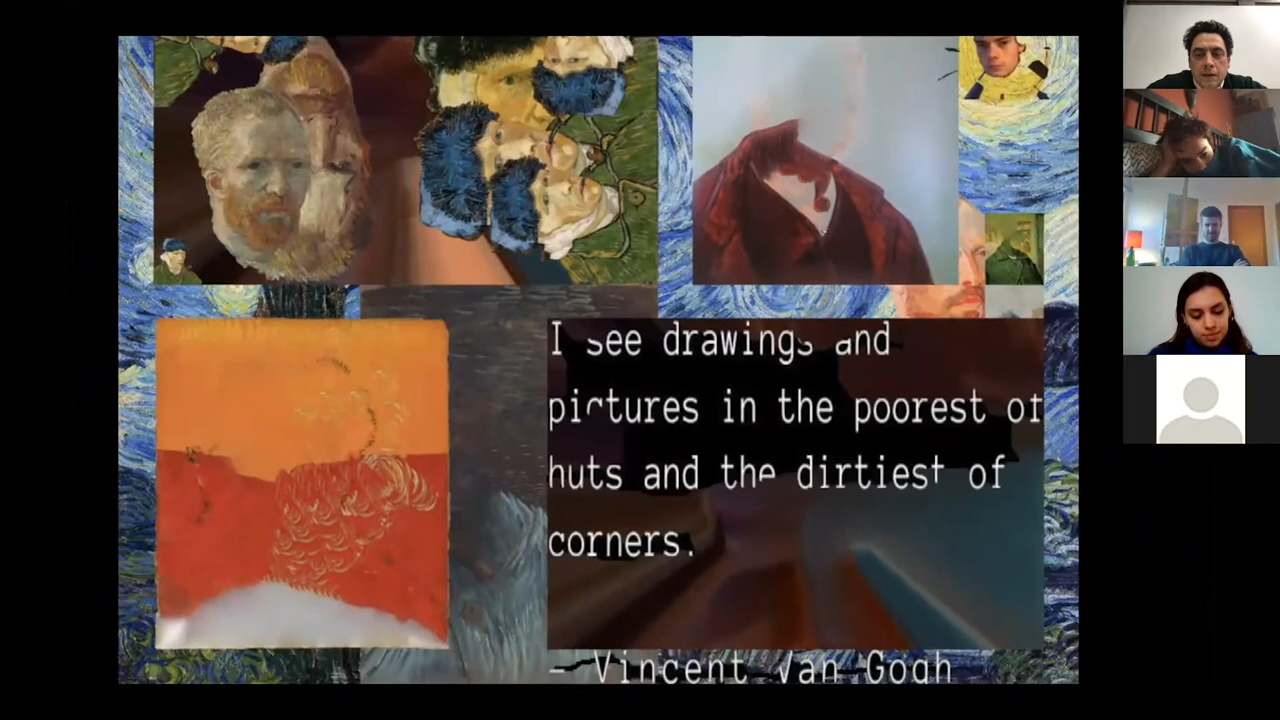 I see drawings and
pictures in the poorest of
huts and the dirtiest of
corners.
– Vincent Van Gogh